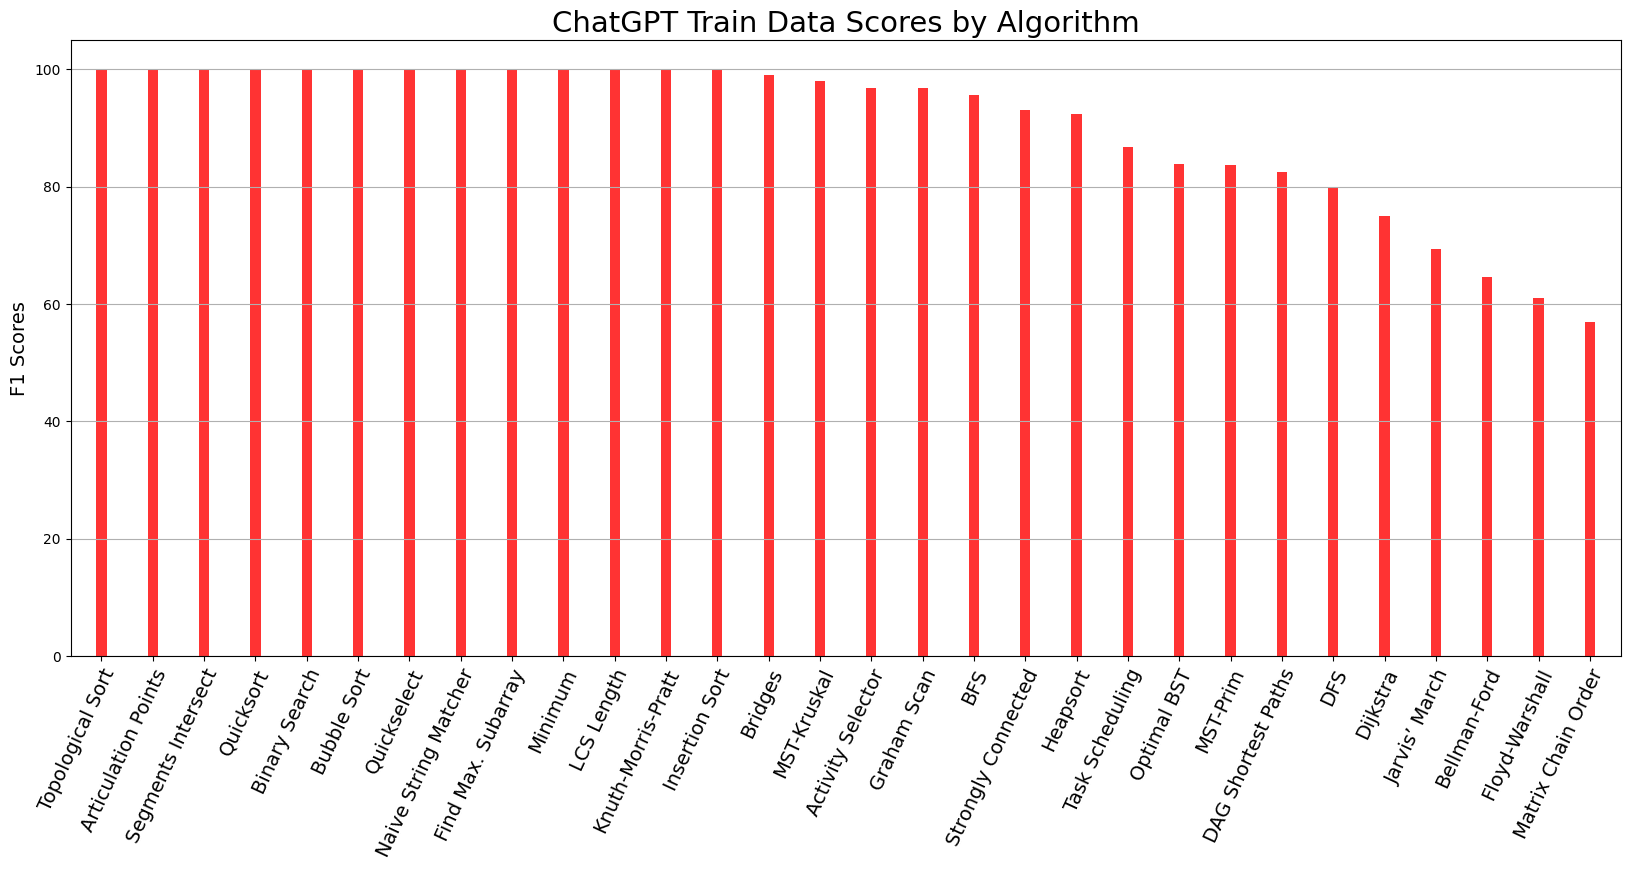 ChatGPT Train Data Scores by Algorithm
F1 Scores
100
80
60
40
20
0
Topological Sort
Articulation Points
Segments Intersect
Quicksort
Binary Search
Bubble Sort
Quickselect
Naive String Matcher
Find Max. Subarray
Minimum
LCS Length
Knuth-Morris-Pratt
Insertion Sort
Bridges
MST-Kruskal
Activity Selector
Graham Scan
BFS
Strongly Connected
Heapsort
Task Scheduling
Optimal BST
MST-Prim
DAG Shortest Paths
DFS
Dijkstra
Jarvis’ March
Bellman-Ford
Floyd-Warshall
Matrix Chain Order